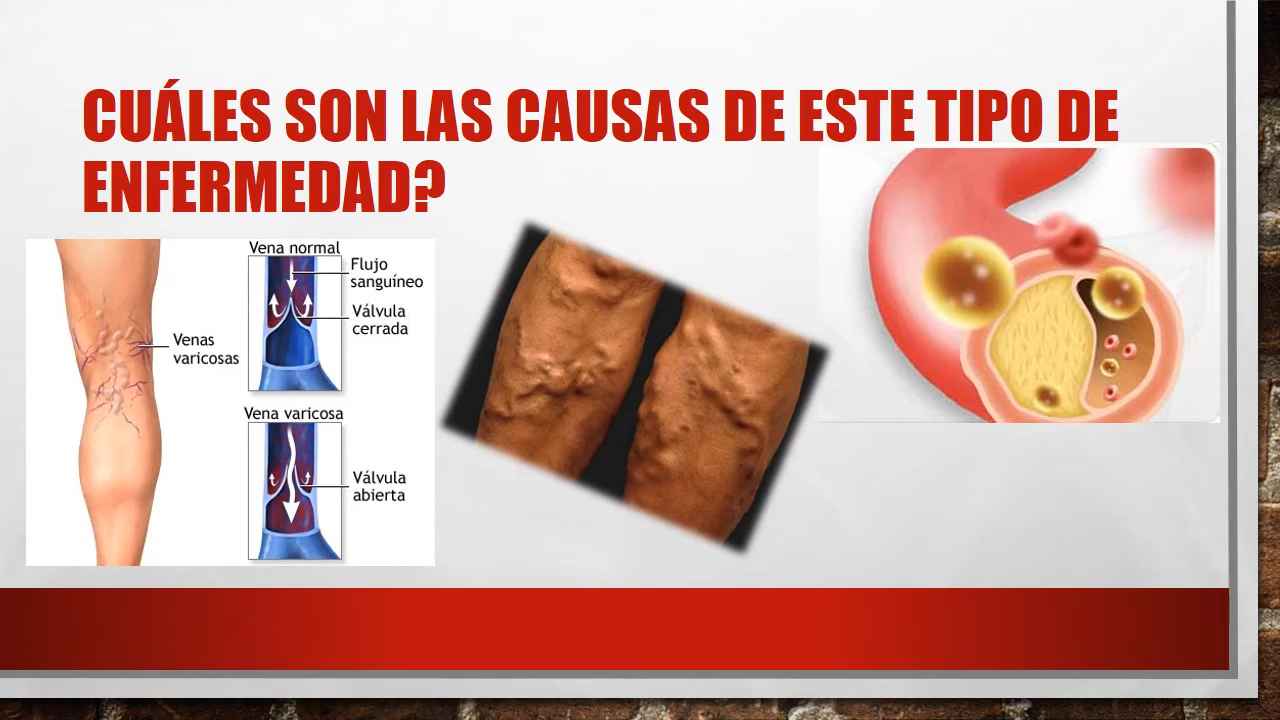 CUÁLES SON LAS CAUSAS DE ESTE TIPO DE
ENFERMEDAD?
Vena normal
Flujo
sanguíneo
Válvula
cerrada
Venas
varicosas
Vena varicosa
Válvula
abierta